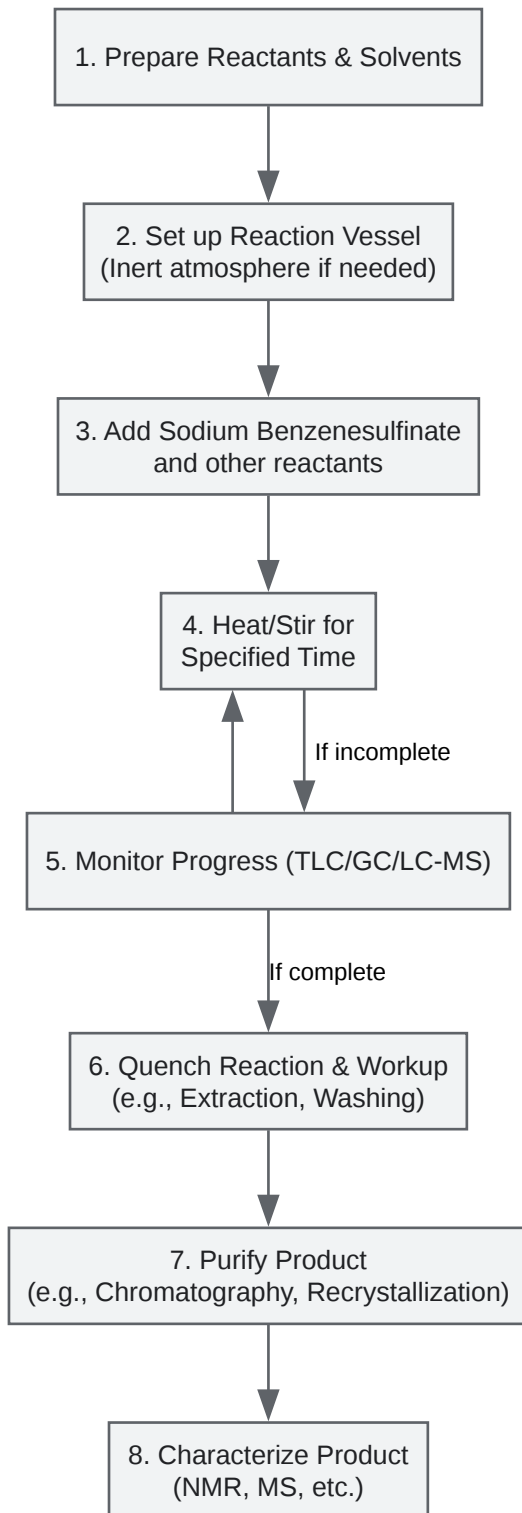 1. Prepare Reactants & Solvents
2. Set up Reaction Vessel
(Inert atmosphere if needed)
3. Add Sodium Benzenesulfinate
and other reactants
4. Heat/Stir for
Specified Time
If incomplete
5. Monitor Progress (TLC/GC/LC-MS)
If complete
6. Quench Reaction & Workup
(e.g., Extraction, Washing)
7. Purify Product
(e.g., Chromatography, Recrystallization)
8. Characterize Product
(NMR, MS, etc.)